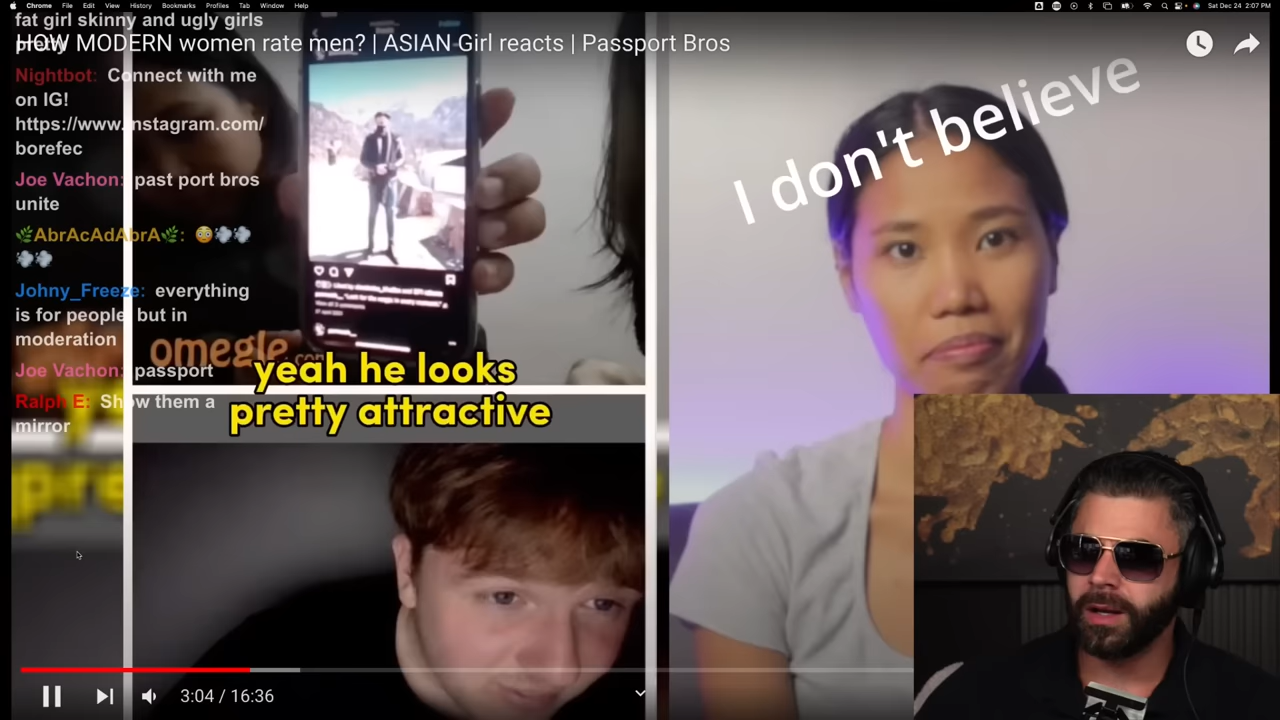 Chrome File Edit View History Bookmarks Profiles Tab Window Help
Sat Dec 24 2:07 PM
HOW MODERN women rate men? | ASIAN Girl reacts | Passport Bros
fat girl skinny and ugly girls
pretty
Nightbot: Connect with me
on IG!
https://www.instagram.com/
borefec
Joe Vachon: past port bros
unite
🌿AbrAcAdAbrA🌿: 😳💨💨
💨💨
Johny_Freeze: everything
is for people but in
moderation
Joe Vachon: passport
Ralph E: Show them a
mirror
omegle.com
yeah he looks
pretty attractive
I don't believe
3:04 / 16:36